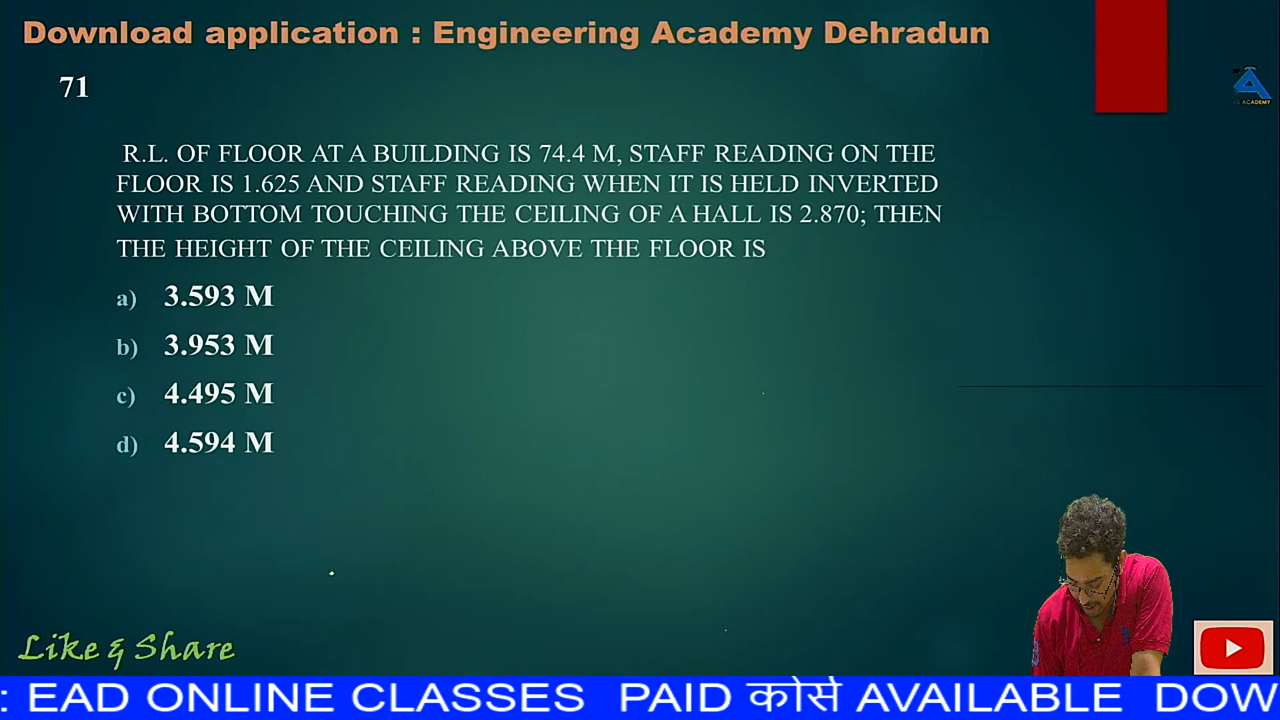 Download application : Engineering Academy Dehradun
71
R.L. OF FLOOR AT A BUILDING IS 74.4 M, STAFF READING ON THE
FLOOR IS 1.625 AND STAFF READING WHEN IT IS HELD INVERTED
WITH BOTTOM TOUCHING THE CEILING OF A HALL IS 2.870; THEN
THE HEIGHT OF THE CEILING ABOVE THE FLOOR IS
a) 3.593 M
b) 3.953 M
c) 4.495 M
d) 4.594 M
Like & Share
: EAD ONLINE CLASSES PAID कोर्स AVAILABLE DOW